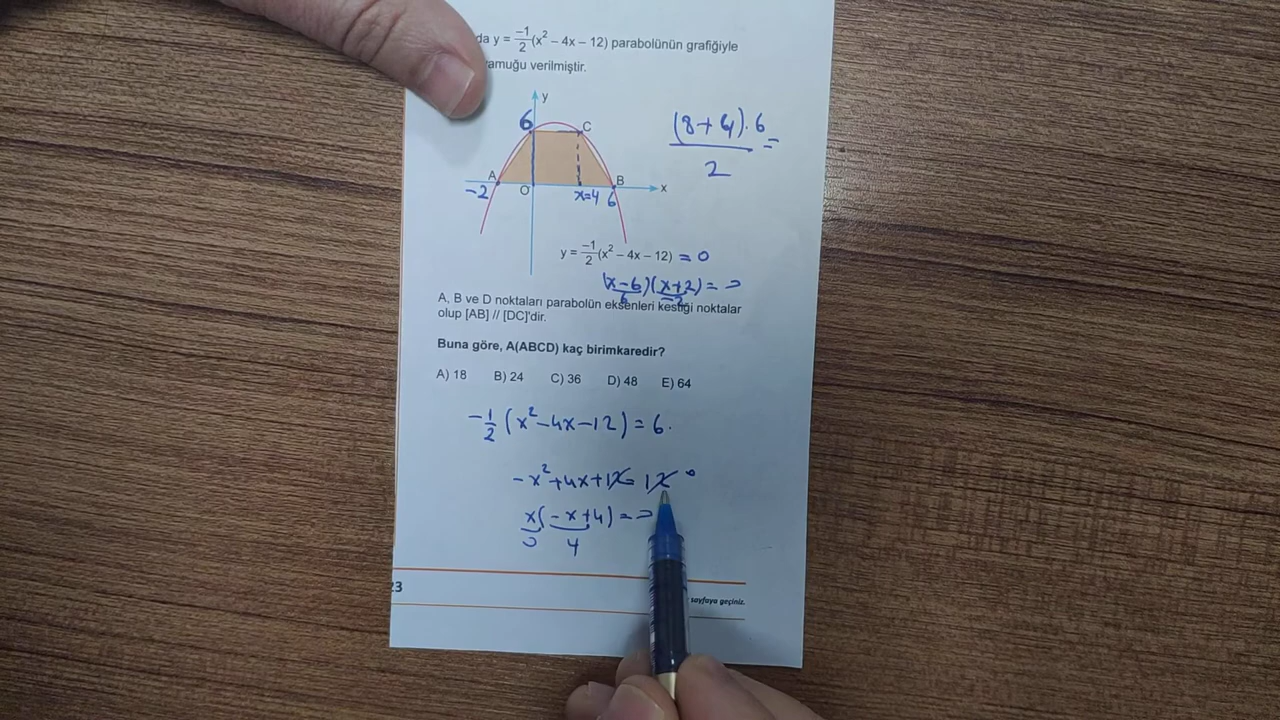 da y = -1/2 (x² – 4x – 12) parabolünün grafiğiyle
yamuğu verilmiştir.
y
6
C
(8+4).6 / 2 =
A
B
-2
O
x=4
6
x
y = -1/2 (x² – 4x – 12) = 0
(x-6)(x+2) = 0
6 -2
A, B ve D noktaları parabolün eksenleri kestiği noktalar
olup [AB] // [DC]'dir.
Buna göre, A(ABCD) kaç birimkaredir?
A) 18 B) 24 C) 36 D) 48 E) 64
-1/2 (x²-4x-12) = 6.
-x²+4x+12 = 12 0
x(-x+4) = 0
0 4
23
sayfaya geçiniz.